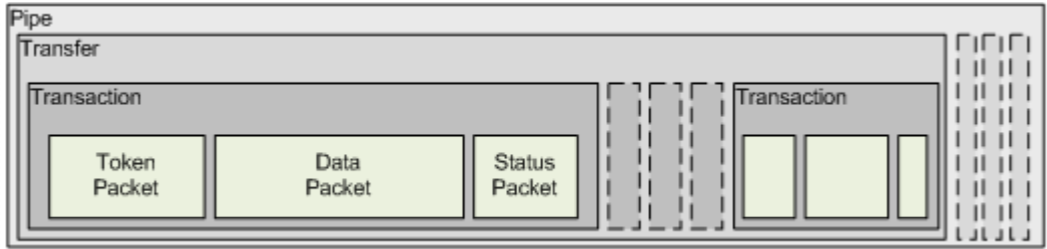 Pipe
Transfer
Transaction
Transaction
Token
Packet
Data
Packet
Status
Packet